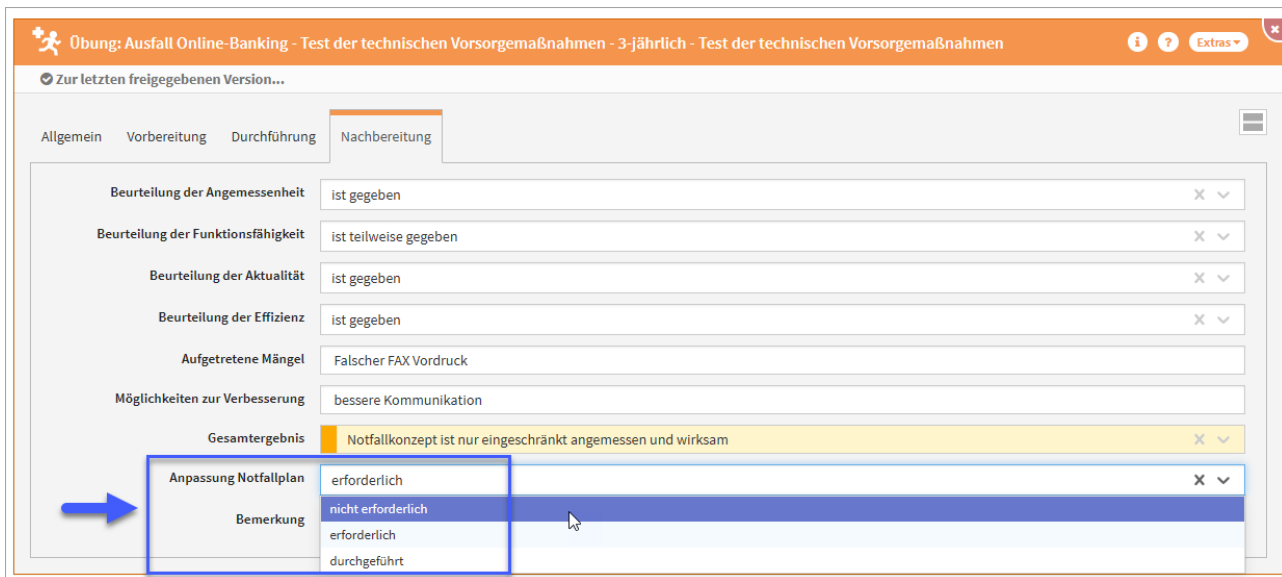 Übung: Ausfall Online-Banking - Test der technischen Vorsorgemaßnahmen - 3-jährlich - Test der technischen Vorsorgemaßnahmen i ? Extras
Zur letzten freigegebenen Version...
Allgemein Vorbereitung Durchführung Nachbereitung
Beurteilung der Angemessenheit ist gegeben
Beurteilung der Funktionsfähigkeit ist teilweise gegeben
Beurteilung der Aktualität ist gegeben
Beurteilung der Effizienz ist gegeben
Aufgetretene Mängel Falscher FAX Vordruck
Möglichkeiten zur Verbesserung bessere Kommunikation
Gesamtergebnis Notfallkonzept ist nur eingeschränkt angemessen und wirksam
Anpassung Notfallplan erforderlich
nicht erforderlich
Bemerkung
erforderlich
durchgeführt